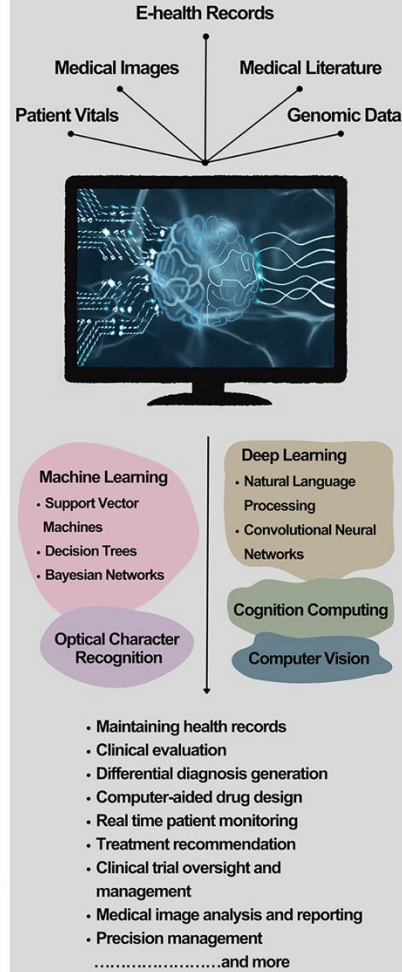 E-health Records
Medical Images
Medical Literature
Patient Vitals
Genomic Data
Machine Learning
• Support Vector
Machines
• Decision Trees
• Bayesian Networks
Deep Learning
• Natural Language
Processing
• Convolutional Neural
Networks
Optical Character
Recognition
Cognition Computing
Computer Vision
• Maintaining health records
• Clinical evaluation
• Differential diagnosis generation
• Computer-aided drug design
• Real time patient monitoring
• Treatment recommendation
• Clinical trial oversight and
management
• Medical image analysis and reporting
• Precision management
........................and more